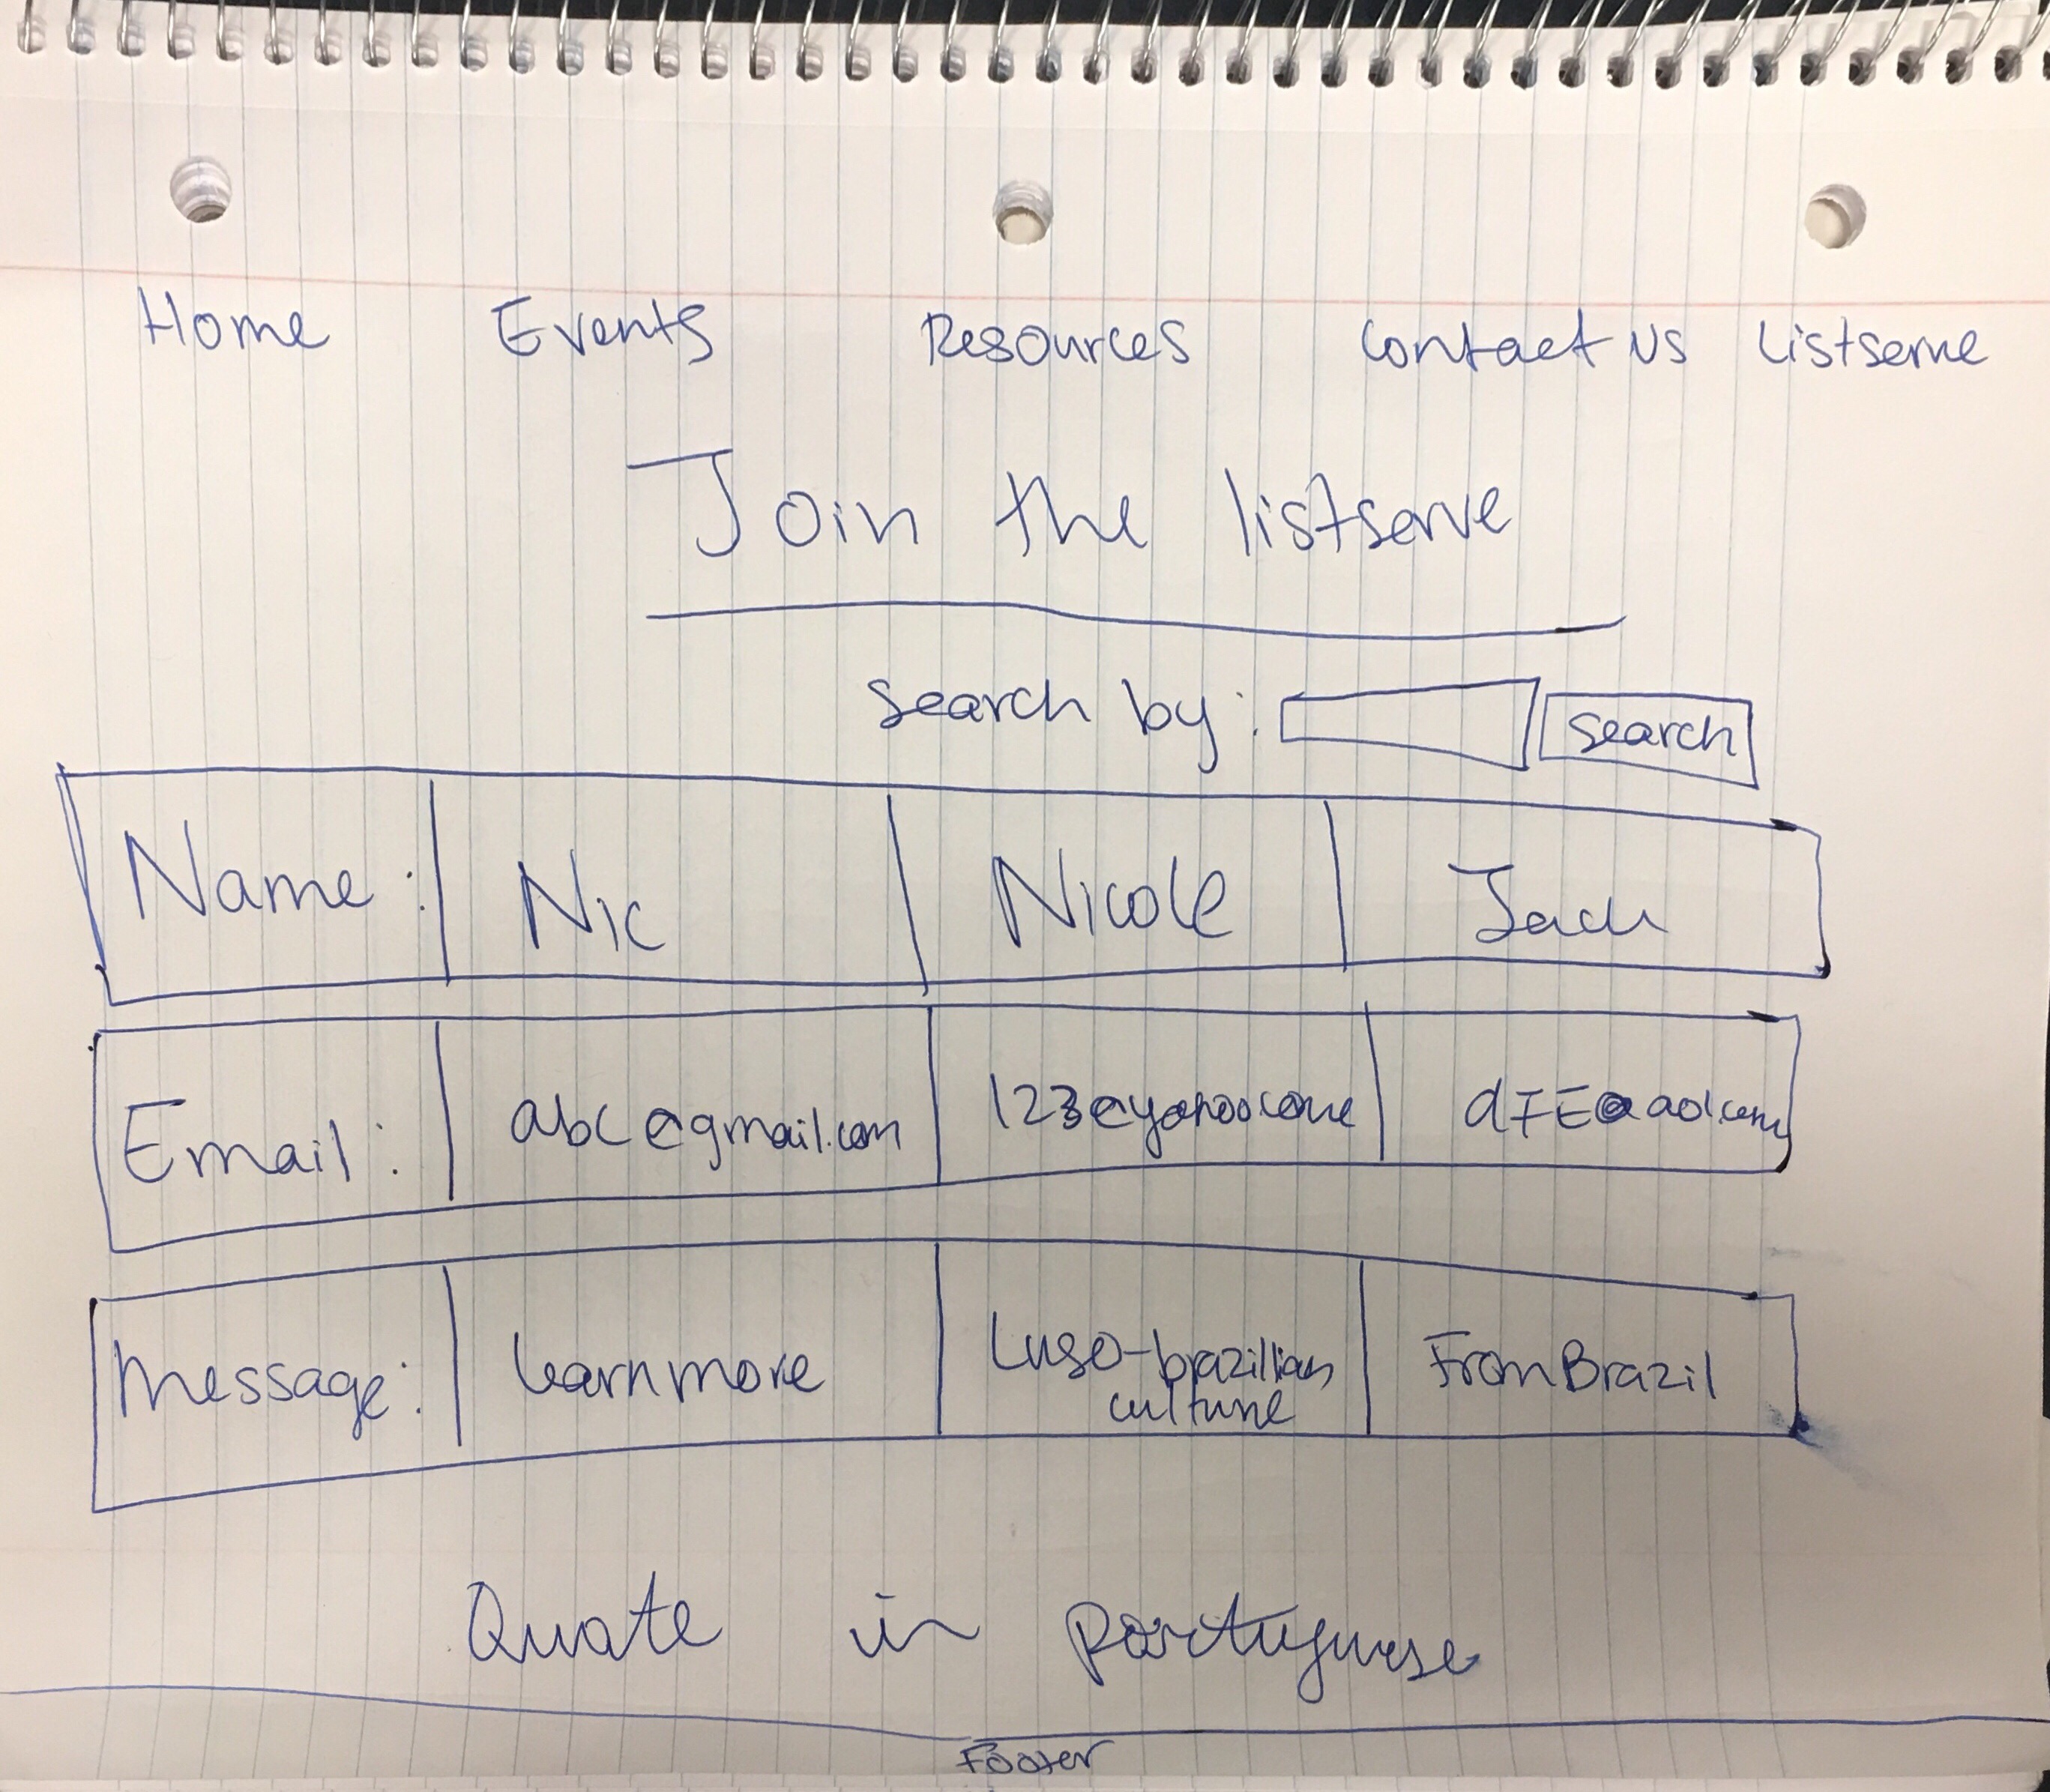 Home Events Resources Contact Us Listserve
Join the listserve
search by: search
Name: Nic Nicole Jack
Email: abc@gmail.com 123@yahoo.com dFE@aol.com
Message: learn more Luso-brazilian culture From Brazil
Quote in portuguese
Footer